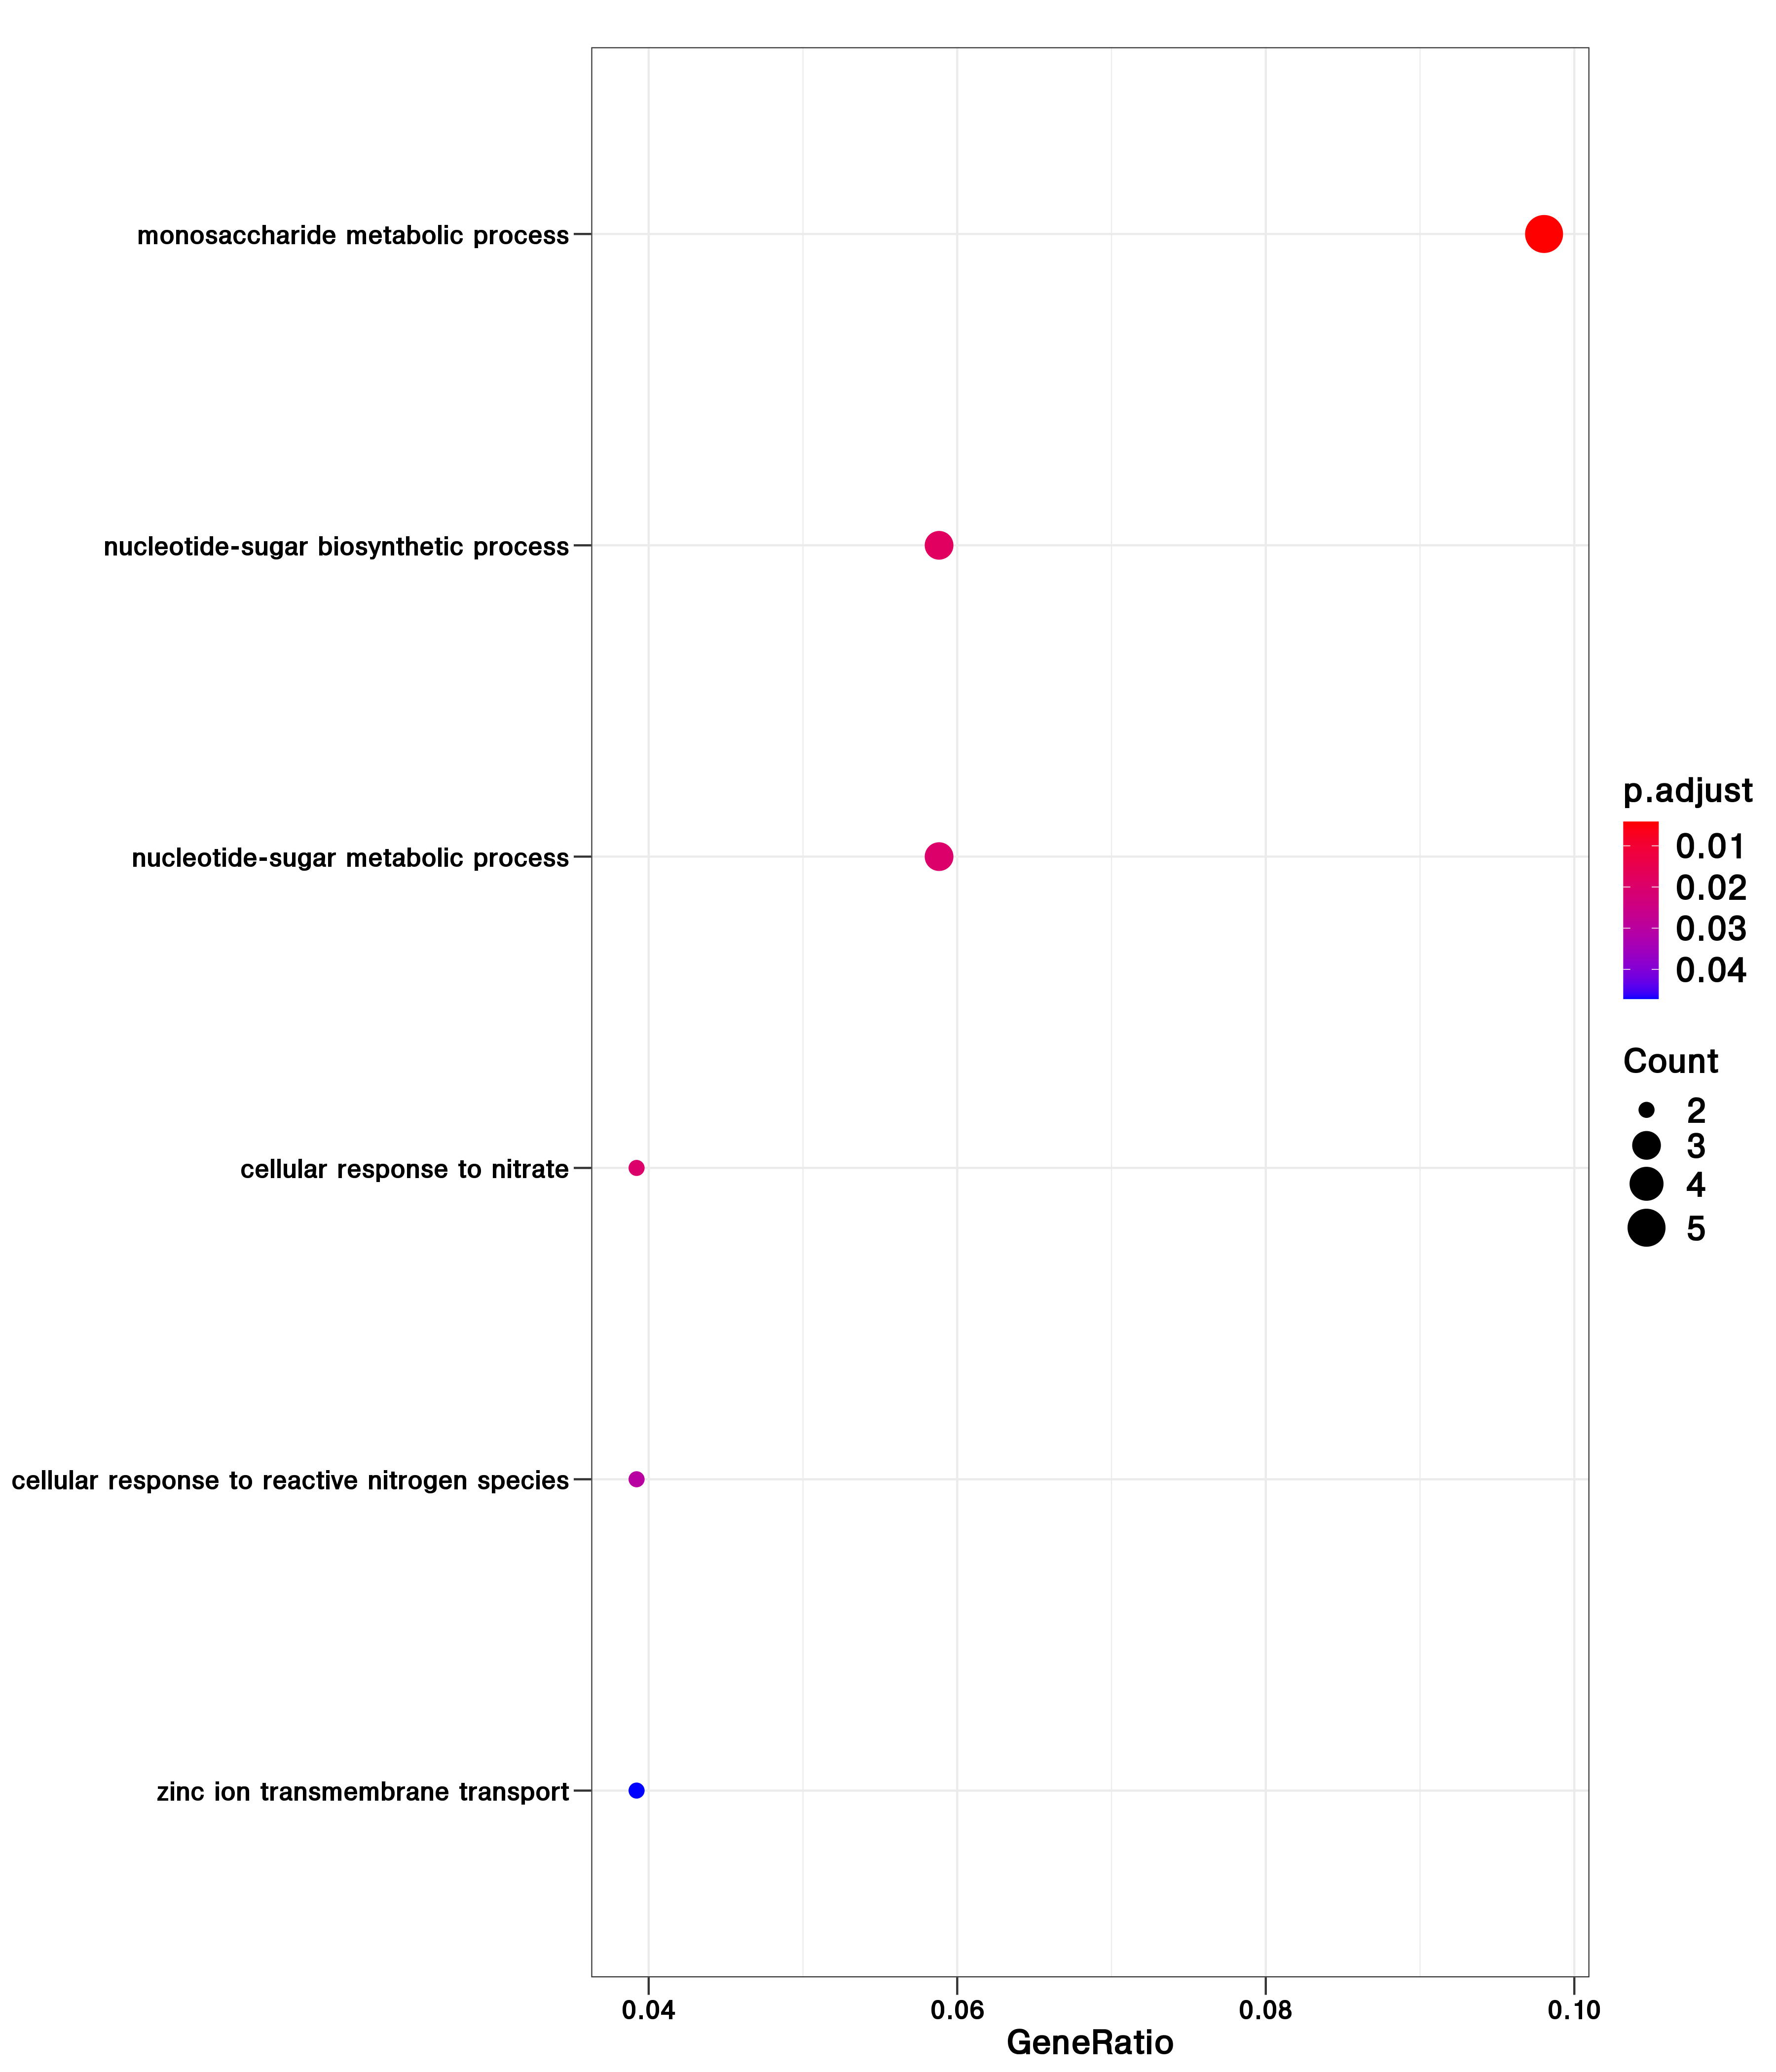 monosaccharide metabolic process
nucleotide-sugar biosynthetic process
nucleotide-sugar metabolic process
cellular response to nitrate
cellular response to reactive nitrogen species
zinc ion transmembrane transport
0.04 0.06 0.08 0.10
GeneRatio
p.adjust
0.01
0.02
0.03
0.04
Count
2
3
4
5